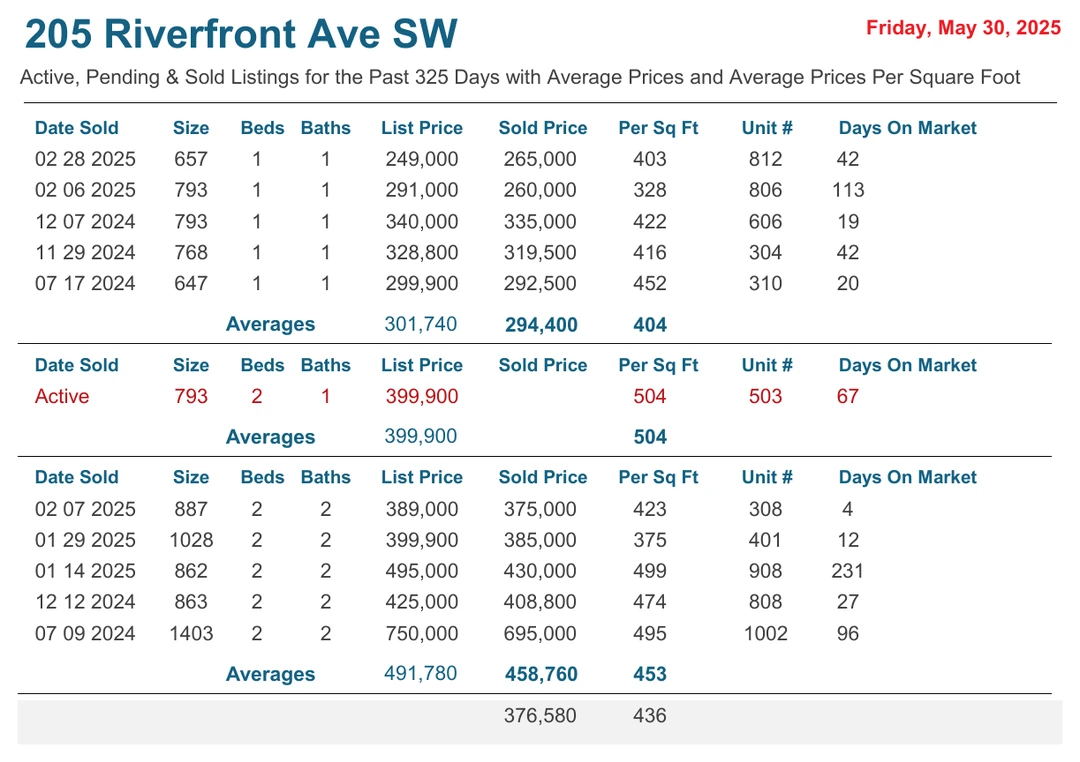 205 Riverfront Ave SW
Friday, May 30, 2025
Active, Pending & Sold Listings for the Past 325 Days with Average Prices and Average Prices Per Square Foot
Date Sold Size Beds Baths List Price Sold Price Per Sq Ft Unit # Days On Market
02 28 2025 657 1 1 249,000 265,000 403 812 42
02 06 2025 793 1 1 291,000 260,000 328 806 113
12 07 2024 793 1 1 340,000 335,000 422 606 19
11 29 2024 768 1 1 328,800 319,500 416 304 42
07 17 2024 647 1 1 299,900 292,500 452 310 20
Averages 301,740 294,400 404
Date Sold Size Beds Baths List Price Sold Price Per Sq Ft Unit # Days On Market
Active 793 2 1 399,900 504 503 67
Averages 399,900 504
Date Sold Size Beds Baths List Price Sold Price Per Sq Ft Unit # Days On Market
02 07 2025 887 2 2 389,000 375,000 423 308 4
01 29 2025 1028 2 2 399,900 385,000 375 401 12
01 14 2025 862 2 2 495,000 430,000 499 908 231
12 12 2024 863 2 2 425,000 408,800 474 808 27
07 09 2024 1403 2 2 750,000 695,000 495 1002 96
Averages 491,780 458,760 453
376,580 436